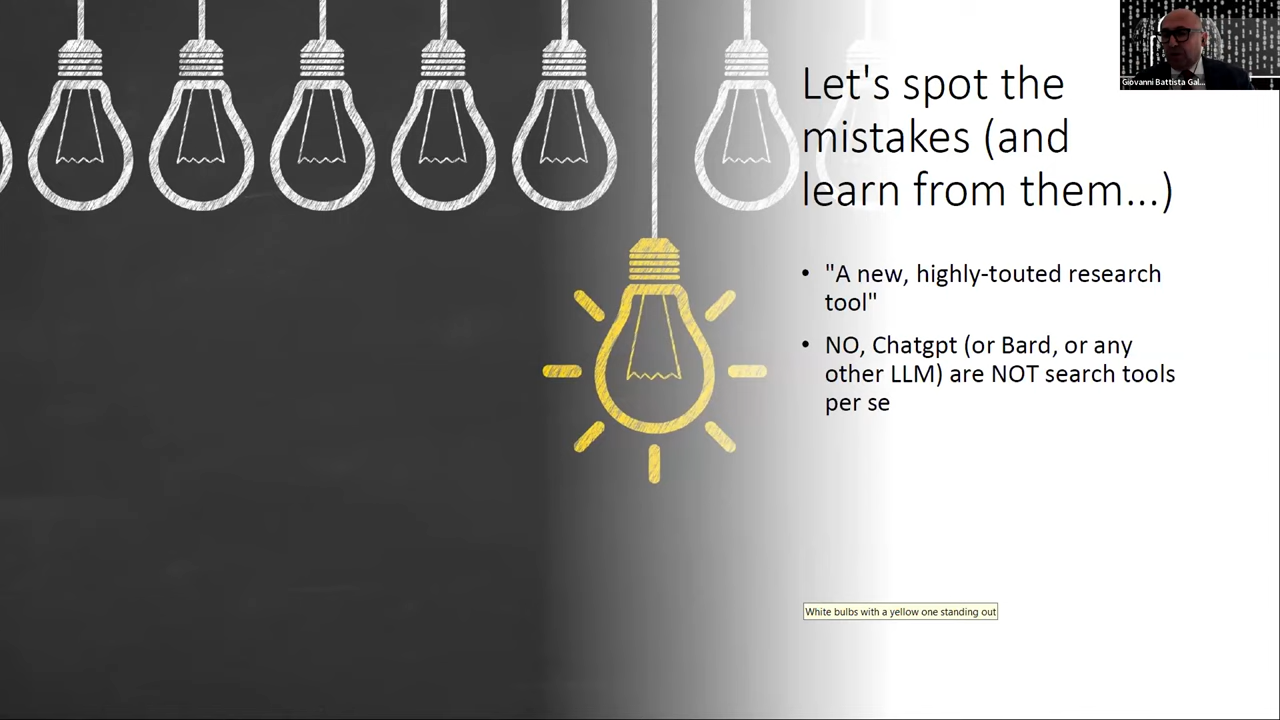 Giovanni Battista Gal...
Let's spot the
mistakes (and
learn from them...)
• "A new, highly-touted research
tool"
• NO, Chatgpt (or Bard, or any
other LLM) are NOT search tools
per se
White bulbs with a yellow one standing out